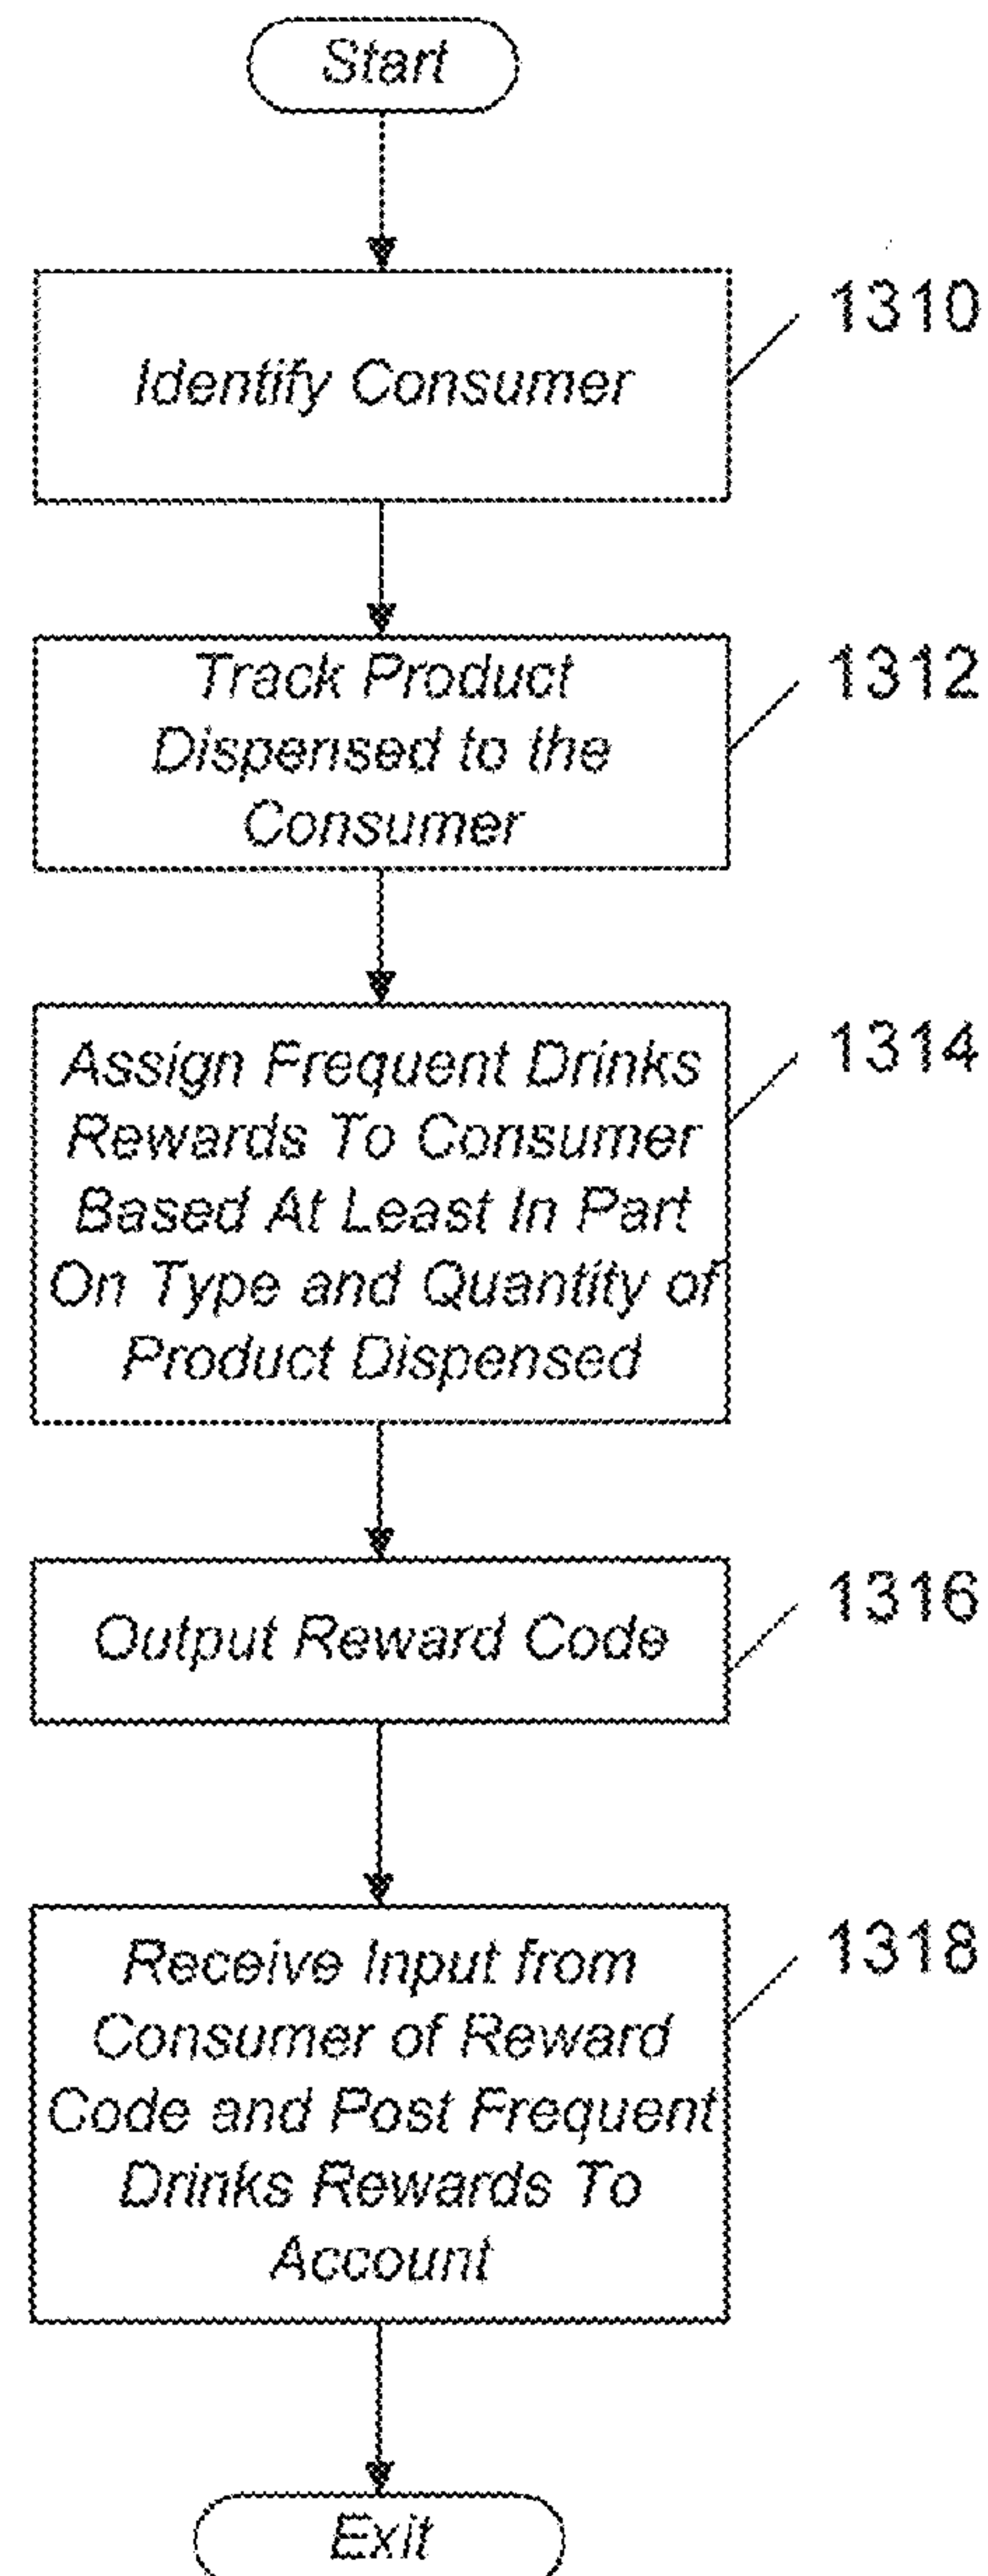 Start
Identify Consumer
1310
Track Product
Dispensed to the
Consumer
1312
Assign Frequent Drinks
Rewards To Consumer
Based At Least In Part
On Type and Quantity of
Product Dispensed
1314
Output Reward Code
1316
Receive Input from
Consumer of Reward
Code and Post Frequent
Drinks Rewards To
Account
1318
Exit